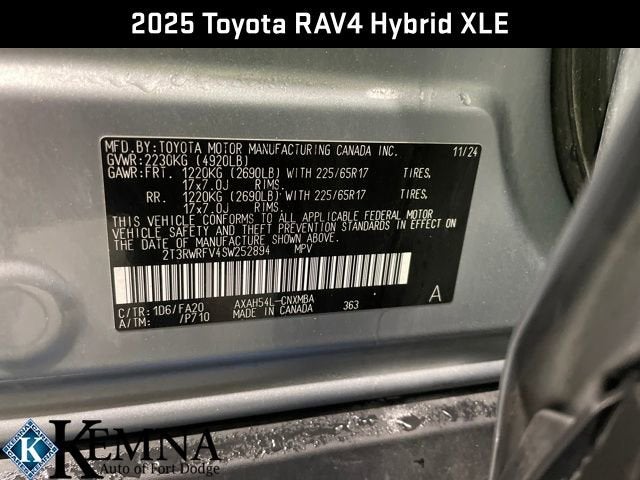 2025 Toyota RAV4 Hybrid XLE
MFD.BY:TOYOTA MOTOR MANUFACTURING CANADA INC. 11/24
GVWR:2230KG (4920LB)
GAWR:FRT. 1220KG (2690LB) WITH 225/65R17 TIRES.
17x7.0J RIMS.
RR. 1220KG (2690LB) WITH 225/65R17 TIRES.
17x7.0J RIMS.
THIS VEHICLE CONFORMS TO ALL APPLICABLE FEDERAL MOTOR
VEHICLE SAFETY AND THEFT PREVENTION STANDARDS IN EFFECT ON
THE DATE OF MANUFACTURE SHOWN ABOVE.
2T3RWRFV4SW252894 MPV
C/TR:1D6/FA20 AXAH54L-CNXMBA 363 A
A/TM: /P710 MADE IN CANADA
KEMNA
Auto of Fort Dodge